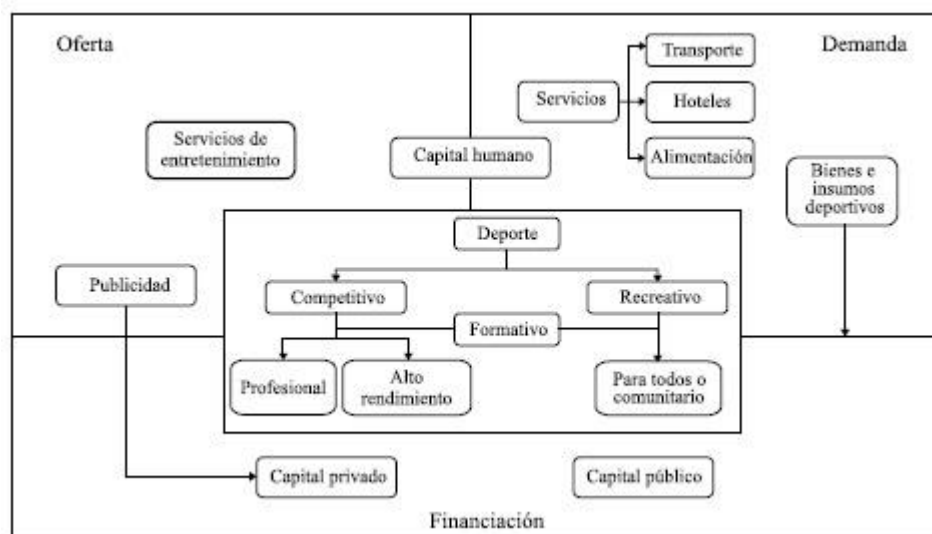 Oferta
Demanda
Transporte
Servicios
Hoteles
Alimentación
Servicios de
entretenimiento
Capital humano
Bienes e
insumos
deportivos
Deporte
Publicidad
Competitivo
Recreativo
Formativo
Profesional
Alto
rendimiento
Para todos o
comunitario
Capital privado
Capital público
Financiación